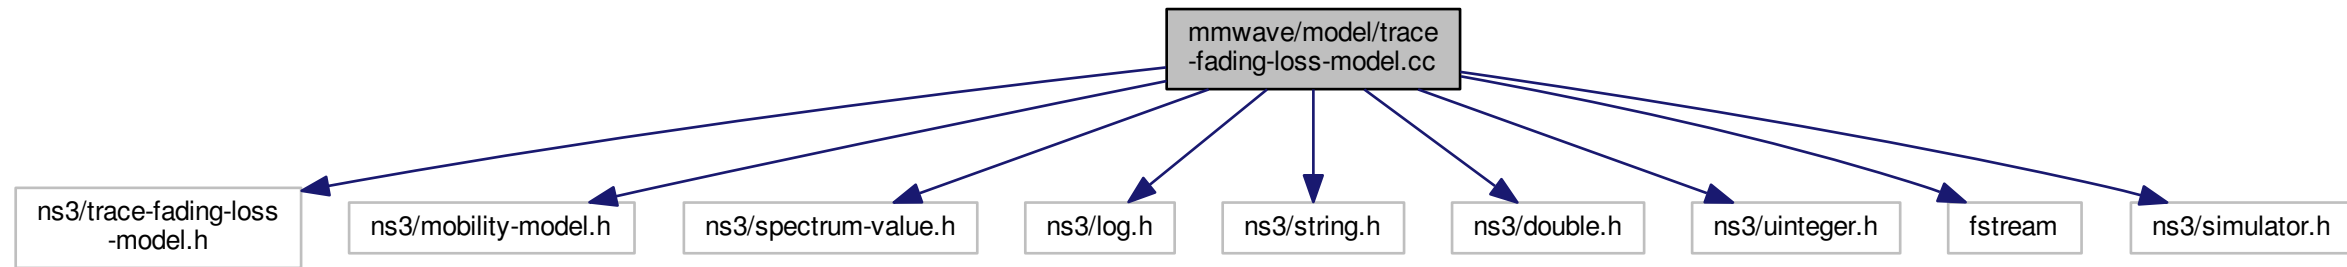 mmwave/model/trace
-fading-loss-model.cc
ns3/trace-fading-loss
-model.h
ns3/mobility-model.h
ns3/spectrum-value.h
ns3/log.h
ns3/string.h
ns3/double.h
ns3/uinteger.h
fstream
ns3/simulator.h